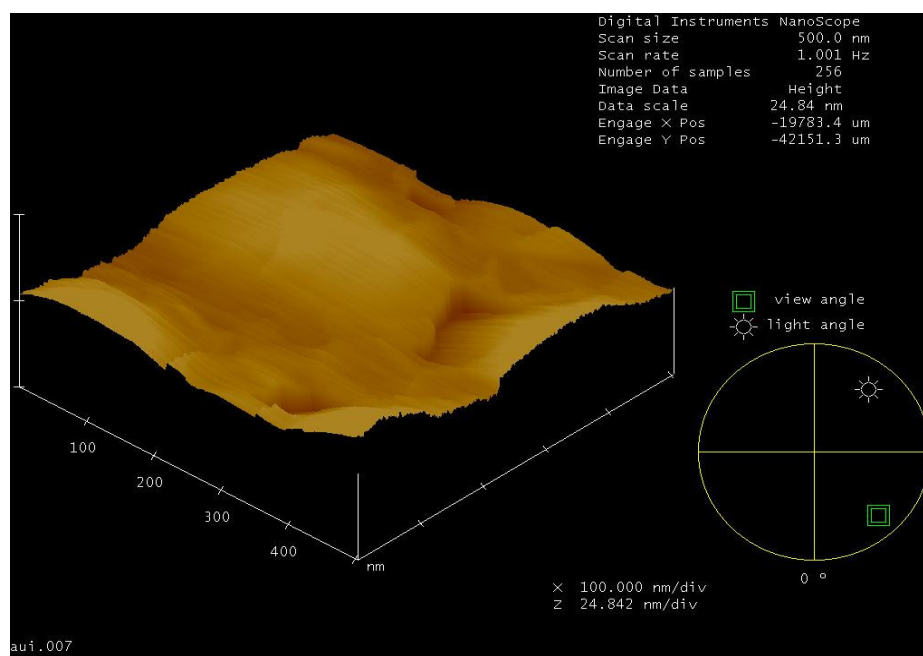 Digital Instruments NanoScope
Scan size 500.0 nm
Scan rate 1.001 Hz
Number of samples 256
Image Data Height
Data scale 24.84 nm
Engage X Pos -19783.4 um
Engage Y Pos -42151.3 um
view angle
light angle
100
200
300
400
nm
0 º
X 100.000 nm/div
Z 24.842 nm/div
aui.007